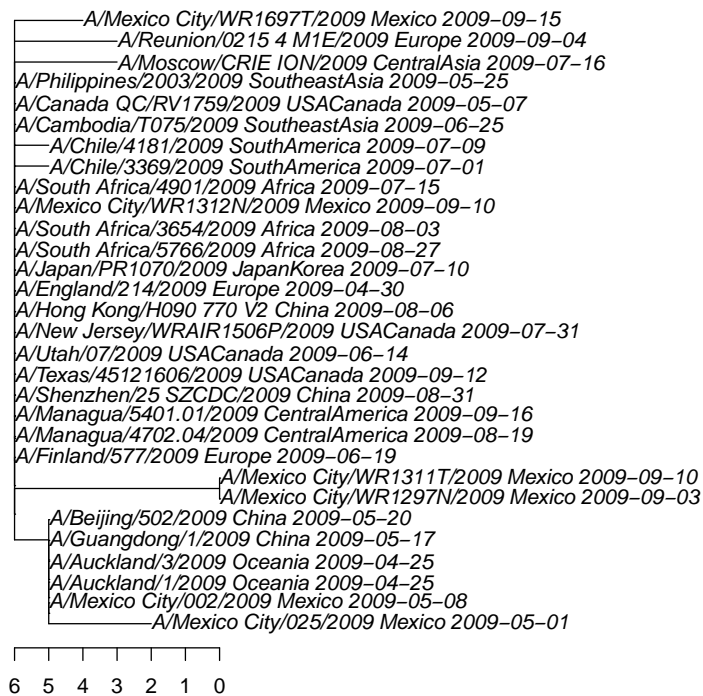 A/Mexico City/WR1697T/2009 Mexico 2009−09−15
A/Reunion/0215 4 M1E/2009 Europe 2009−09−04
A/Moscow/CRIE ION/2009 CentralAsia 2009−07−16
A/Philippines/2003/2009 SoutheastAsia 2009−05−25
A/Canada QC/RV1759/2009 USACanada 2009−05−07
A/Cambodia/T075/2009 SoutheastAsia 2009−06−25
A/Chile/4181/2009 SouthAmerica 2009−07−09
A/Chile/3369/2009 SouthAmerica 2009−07−01
A/South Africa/4901/2009 Africa 2009−07−15
A/Mexico City/WR1312N/2009 Mexico 2009−09−10
A/South Africa/3654/2009 Africa 2009−08−03
A/South Africa/5766/2009 Africa 2009−08−27
A/Japan/PR1070/2009 JapanKorea 2009−07−10
A/England/214/2009 Europe 2009−04−30
A/Hong Kong/H090 770 V2 China 2009−08−06
A/New Jersey/WRAIR1506P/2009 USACanada 2009−07−31
A/Utah/07/2009 USACanada 2009−06−14
A/Texas/45121606/2009 USACanada 2009−09−12
A/Shenzhen/25 SZCDC/2009 China 2009−08−31
A/Managua/5401.01/2009 CentralAmerica 2009−09−16
A/Managua/4702.04/2009 CentralAmerica 2009−08−19
A/Finland/577/2009 Europe 2009−06−19
A/Mexico City/WR1311T/2009 Mexico 2009−09−10
A/Mexico City/WR1297N/2009 Mexico 2009−09−03
A/Beijing/502/2009 China 2009−05−20
A/Guangdong/1/2009 China 2009−05−17
A/Auckland/3/2009 Oceania 2009−04−25
A/Auckland/1/2009 Oceania 2009−04−25
A/Mexico City/002/2009 Mexico 2009−05−08
A/Mexico City/025/2009 Mexico 2009−05−01
6 5 4 3 2 1 0